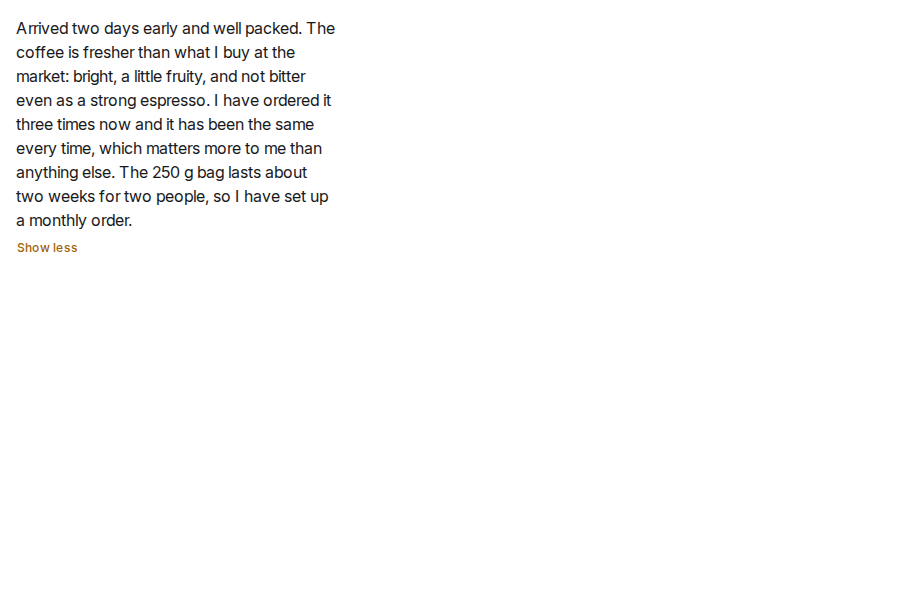 Arrived two days early and well packed. The
coffee is fresher than what I buy at the
market: bright, a little fruity, and not bitter
even as a strong espresso. I have ordered it
three times now and it has been the same
every time, which matters more to me than
anything else. The 250 g bag lasts about
two weeks for two people, so I have set up
a monthly order.
Show less